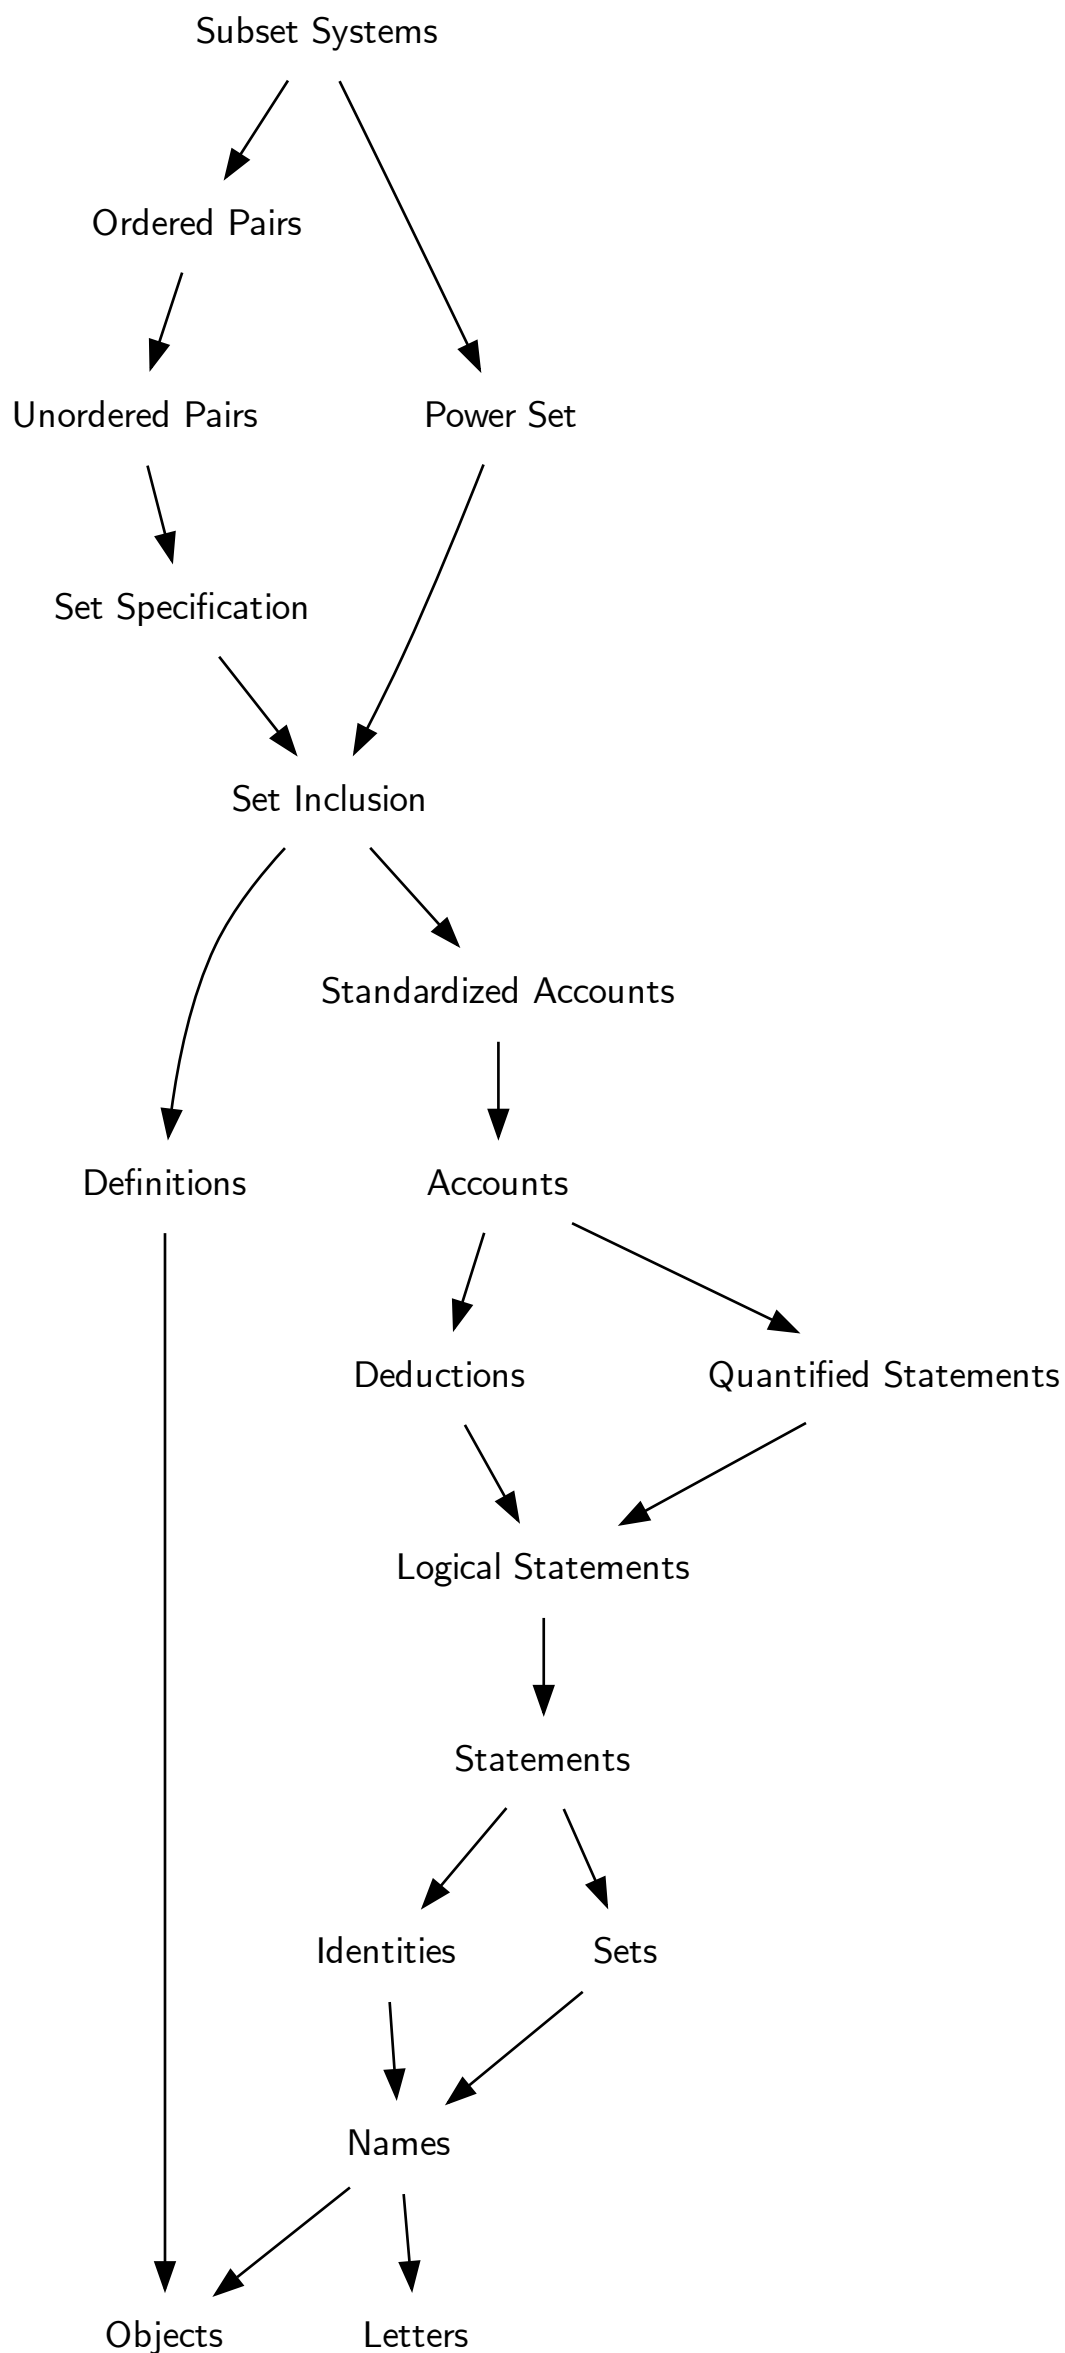 Subset Systems
Ordered Pairs
Unordered Pairs
Power Set
Set Specification
Set Inclusion
Standardized Accounts
Definitions
Accounts
Deductions
Quantified Statements
Logical Statements
Statements
Identities
Sets
Names
Objects
Letters